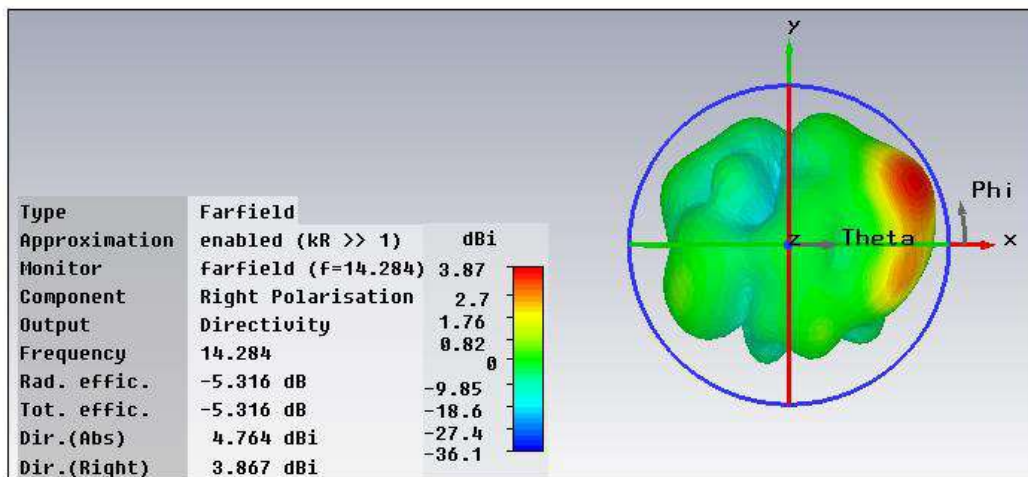 Type Farfield
Approximation enabled (kR >> 1)
Monitor farfield (f=14.284)
Component Right Polarisation
Output Directivity
Frequency 14.284
Rad. effic. -5.316 dB
Tot. effic. -5.316 dB
Dir.(Abs) 4.764 dBi
Dir.(Right) 3.867 dBi
dBi
3.87
2.7
1.76
0.82
0
-9.85
-18.6
-27.4
-36.1
y
Phi
z
Theta
x